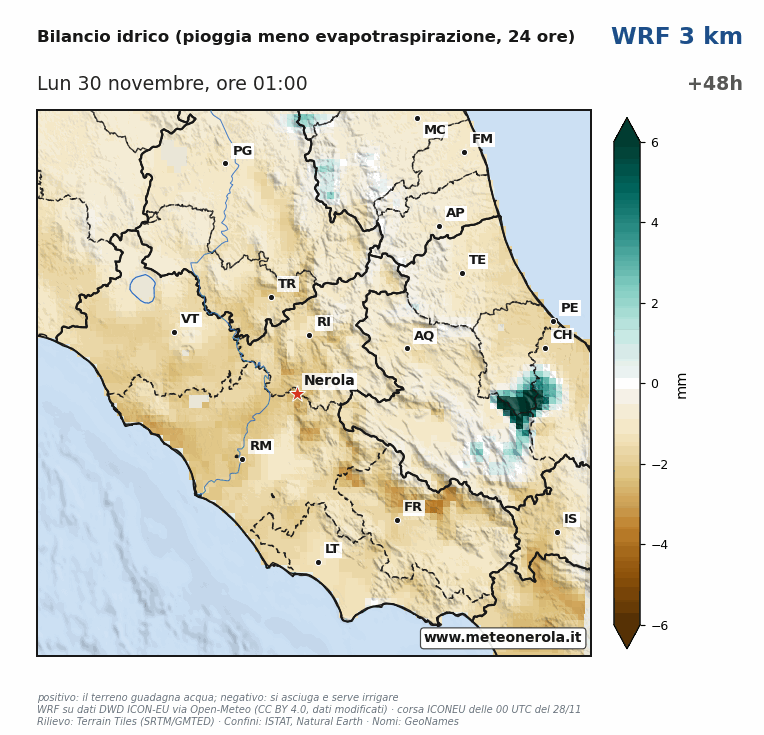 Bilancio idrico (pioggia meno evapotraspirazione, 24 ore)
WRF 3 km
Lun 30 novembre, ore 01:00
+48h
MC
FM
PG
AP
TE
TR
PE
VT
RI
AQ
CH
Nerola
RM
FR
IS
LT
www.meteonerola.it
6
4
2
0
−2
−4
−6
mm
positivo: il terreno guadagna acqua; negativo: si asciuga e serve irrigare
WRF su dati DWD ICON-EU via Open-Meteo (CC BY 4.0, dati modificati) · corsa ICONEU delle 00 UTC del 28/11
Rilievo: Terrain Tiles (SRTM/GMTED) · Confini: ISTAT, Natural Earth · Nomi: GeoNames